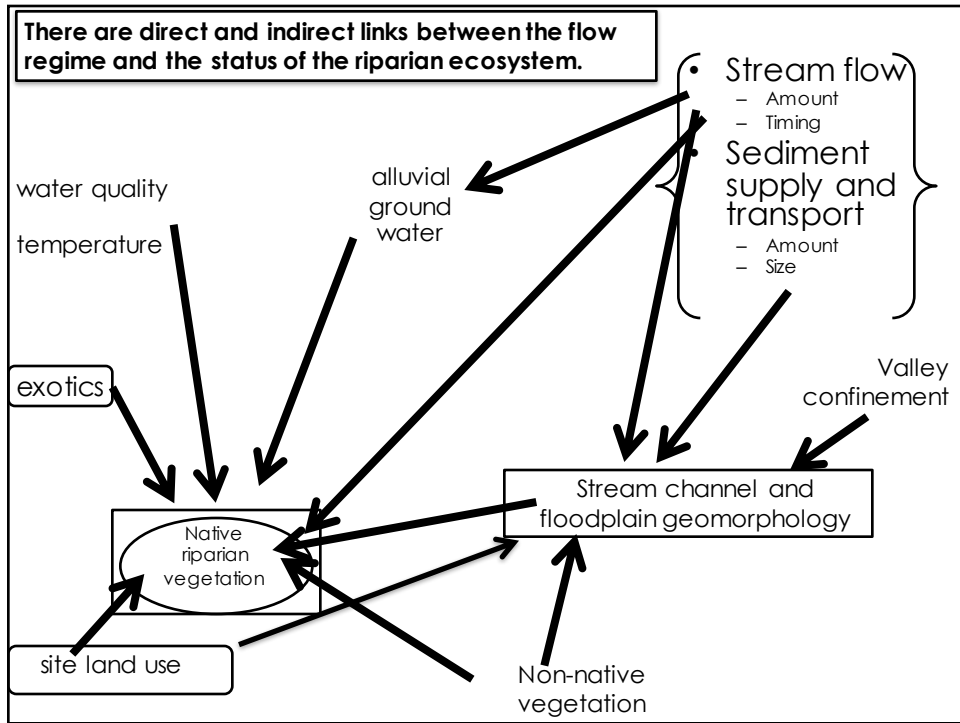 There are direct and indirect links between the flow
regime and the status of the riparian ecosystem.
• Stream flow
– Amount
– Timing
• Sediment
supply and
transport
– Amount
– Size
water quality
temperature
alluvial
ground
water
exotics
Valley
confinement
Stream channel and
floodplain geomorphology
Native
riparian
vegetation
site land use
Non-native
vegetation